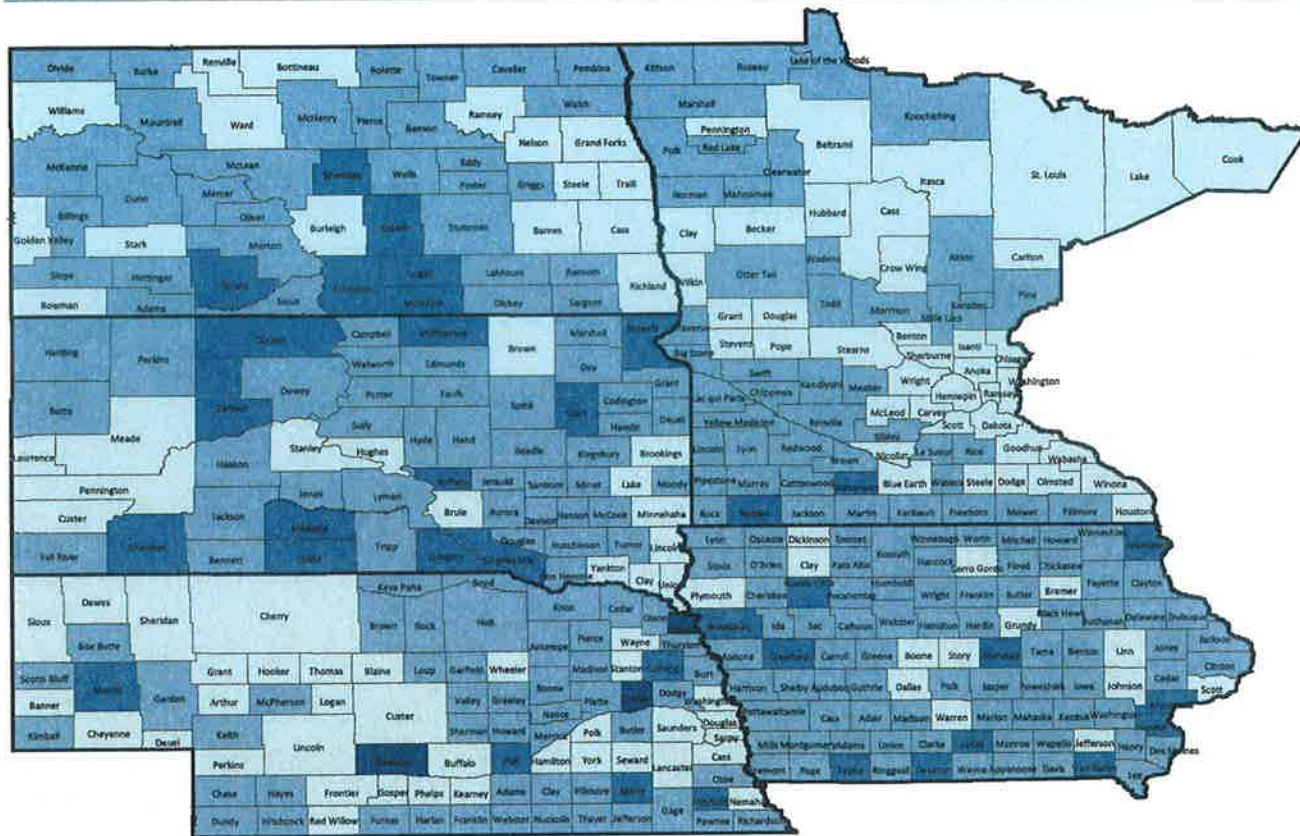 Divide Burke Renville Bottineau Rolette Towner Cavalier Pembina Kittson Roseau Lake of the Woods
Williams Mountrail Ward McHenry Pierce Benson Ramsey Walsh Marshall Koochiching
Nelson Grand Forks Polk Pennington Red Lake Beltrami Clearwater Itasca St. Louis Lake Cook
McKenzie McLean Sheridan Wells Eddy Foster Griggs Steele Traill Norman Mahnomen
Dunn Mercer Oliver Billings Golden Valley Stark Burleigh Kidder Stutsman Barnes Cass Clay Becker Hubbard Cass
Morton Slope Hettinger Grant Emmons Logan LaMoure Ransom Richland Wilkin Otter Tail Wadena Crow Wing Aitkin Carlton
Bowman Adams Sioux McIntosh Dickey Sargent Todd Morrison Mille Lacs Kanabec Pine
Harding Perkins Corson Campbell McPherson Brown Marshall Roberts Traverse Grant Douglas Stevens Pope Stearns Benton Sherburne Isanti Chisago
Walworth Edmunds Day Big Stone Swift Anoka Washington
Butte Dewey Ziebach Potter Faulk Spink Clark Codington Grant Lac qui Parle Chippewa Kandiyohi Meeker Wright Hennepin Ramsey
Meade Sully Hyde Hand Hamlin Deuel Yellow Medicine Renville McLeod Carver Scott Dakota
Lawrence Haakon Stanley Hughes Beadle Kingsbury Brookings Lincoln Lyon Redwood Sibley Nicollet Le Sueur Rice Goodhue Wabasha
Pennington Jones Lyman Buffalo Jerauld Sanborn Miner Lake Moody Pipestone Murray Cottonwood Brown Blue Earth Waseca Steele Dodge Olmsted Winona
Custer Jackson Mellette Brule Aurora Davison Hanson McCook Minnehaha Rock Nobles Jackson Martin Faribault Freeborn Mower Fillmore Houston
Fall River Shannon Bennett Todd Tripp Gregory Charles Mix Douglas Hutchinson Turner Lincoln Lyon Osceola Dickinson Emmet Winnebago Worth Mitchell Howard Winneshiek
Yankton Clay Union Sioux O'Brien Clay Palo Alto Kossuth Hancock Cerro Gordo Floyd Chickasaw
Sioux Dawes Sheridan Cherry Keya Paha Boyd Knox Cedar Plymouth Cherokee Pocahontas Humboldt Wright Franklin Butler Bremer Fayette Clayton
Box Butte Brown Rock Holt Antelope Pierce Wayne Thurston Woodbury Ida Sac Calhoun Webster Hamilton Hardin Grundy Black Hawk Buchanan Delaware Dubuque
Scotts Bluff Morrill Garden Grant Hooker Thomas Blaine Loup Garfield Wheeler Madison Stanton Cuming Burt Monona Crawford Carroll Greene Boone Story Marshall Tama Benton Linn Jones Jackson
Banner Arthur McPherson Logan Custer Valley Greeley Boone Platte Dodge Washington Harrison Shelby Audubon Guthrie Dallas Polk Jasper Poweshiek Iowa Johnson Cedar Clinton Scott
Kimball Cheyenne Deuel Keith Lincoln Sherman Howard Nance Merrick Polk Butler Saunders Douglas Sarpy Pottawattamie Cass Adair Madison Warren Marion Mahaska Keokuk Washington
Perkins Dawson Buffalo Hall Hamilton York Seward Lancaster Cass Otoe Mills Montgomery Adams Union Clarke Lucas Monroe Wapello Jefferson Henry Des Moines
Chase Hayes Frontier Gosper Phelps Kearney Adams Clay Fillmore Saline Gage Nemaha Fremont Page Taylor Ringgold Decatur Wayne Appanoose Davis Van Buren Lee
Dundy Hitchcock Red Willow Furnas Harlan Franklin Webster Nuckolls Thayer Jefferson Pawnee Richardson